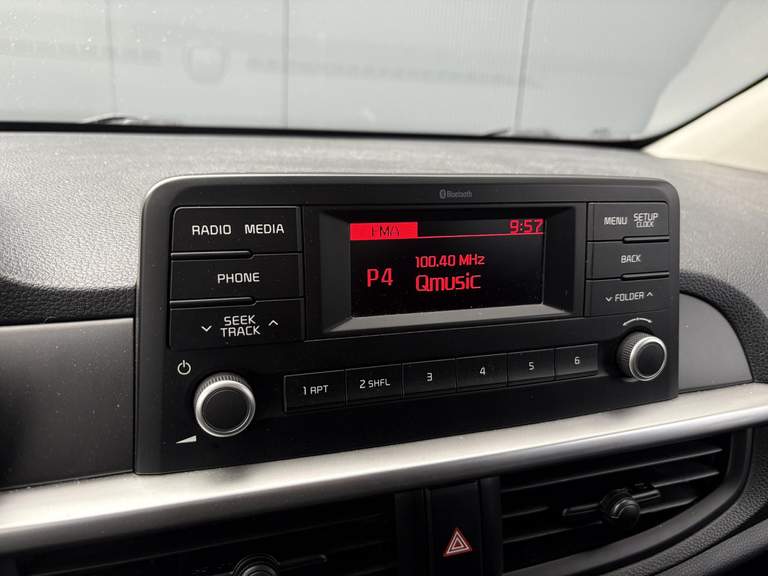 Bluetooth
RADIO MEDIA
PHONE
SEEK
TRACK
FMA 9:57
100.40 MHz
P4
Qmusic
MENU SETUP
CLOCK
BACK
FOLDER
1 RPT
2 SHFL
3
4
5
6